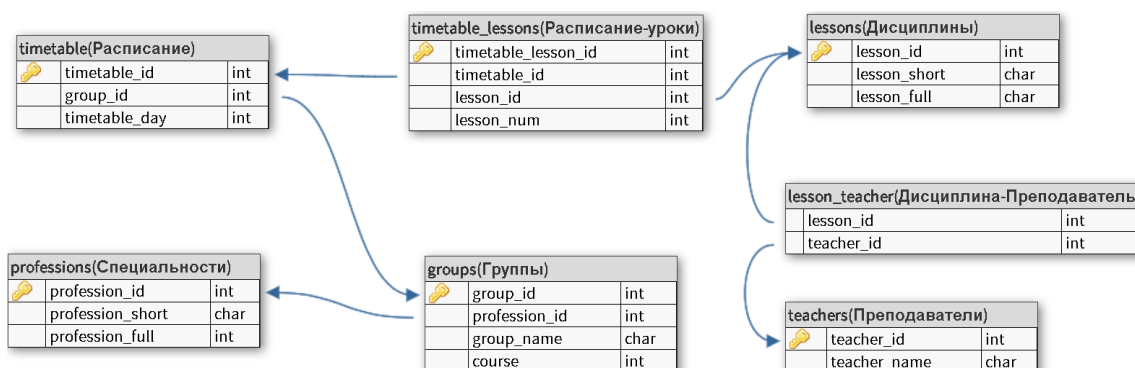 timetable(Расписание)
timetable_id int
group_id int
timetable_day int
timetable_lessons(Расписание-уроки)
timetable_lesson_id int
timetable_id int
lesson_id int
lesson_num int
lessons(Дисциплины)
lesson_id int
lesson_short char
lesson_full char
lesson_teacher(Дисциплина-Преподаватель
lesson_id int
teacher_id int
professions(Специальности)
profession_id int
profession_short char
profession_full int
groups(Группы)
group_id int
profession_id int
group_name char
course int
teachers(Преподаватели)
teacher_id int
teacher_name char